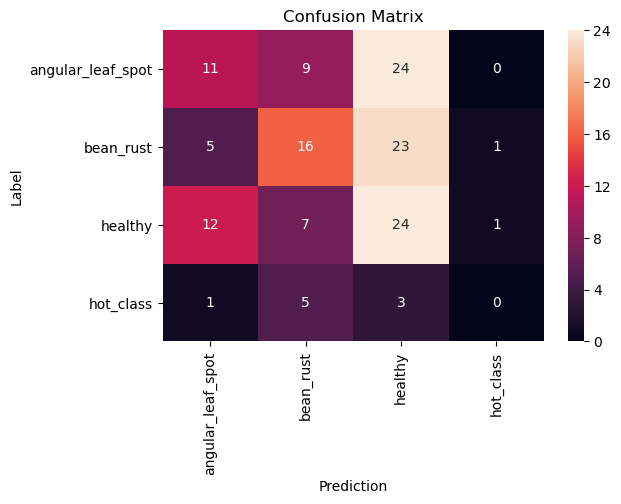 Confusion Matrix
Label
angular_leaf_spot 11 9 24 0
bean_rust 5 16 23 1
healthy 12 7 24 1
hot_class 1 5 3 0
angular_leaf_spot bean_rust healthy hot_class
Prediction
24
20
16
12
8
4
0